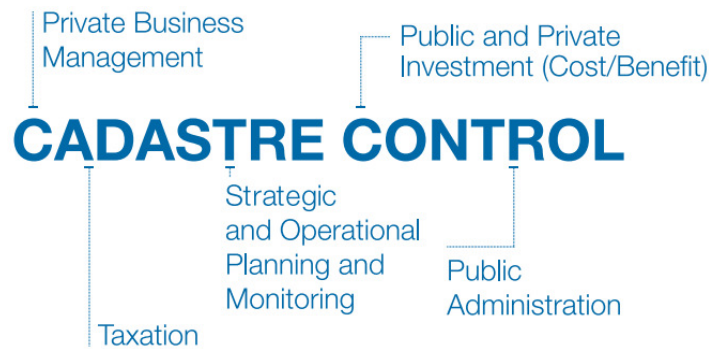 Private Business
Management
Public and Private
Investment (Cost/Benefit)
CADASTRE CONTROL
Strategic
and Operational
Planning and
Monitoring
Public
Administration
Taxation